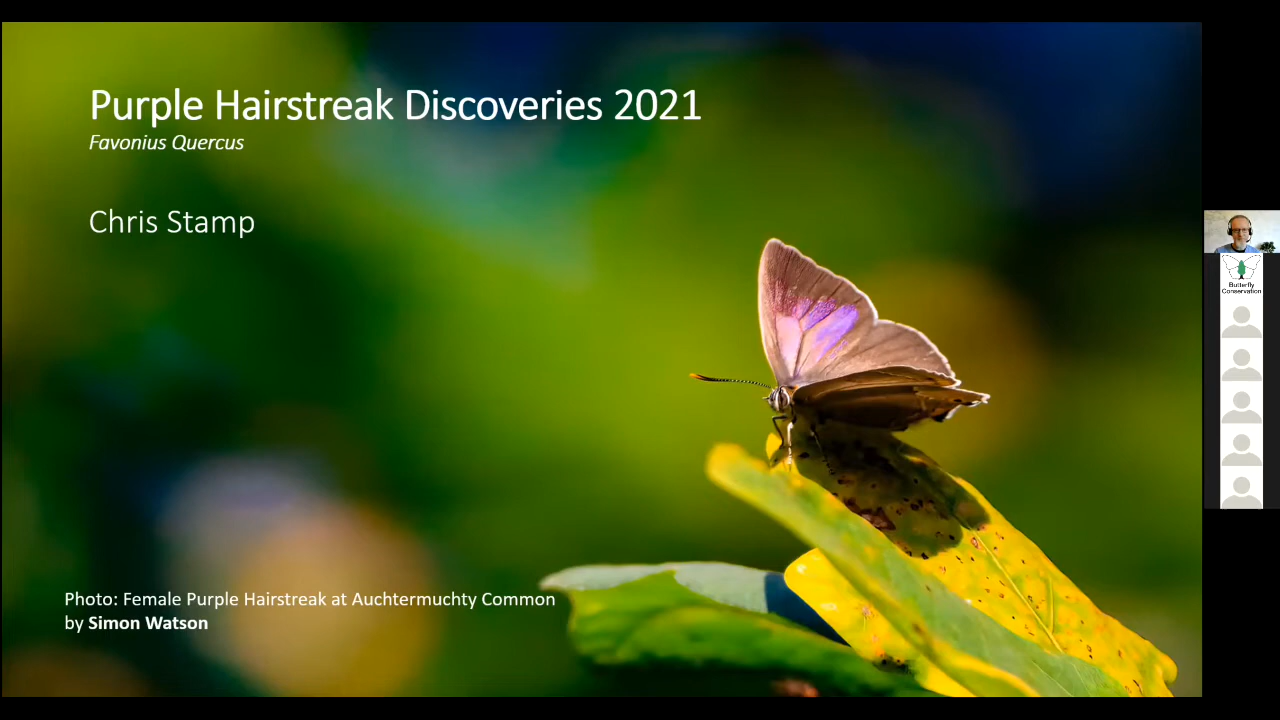 Purple Hairstreak Discoveries 2021
Favonius Quercus
Chris Stamp
Photo: Female Purple Hairstreak at Auchtermuchty Common
by Simon Watson
Butterfly
Conservation